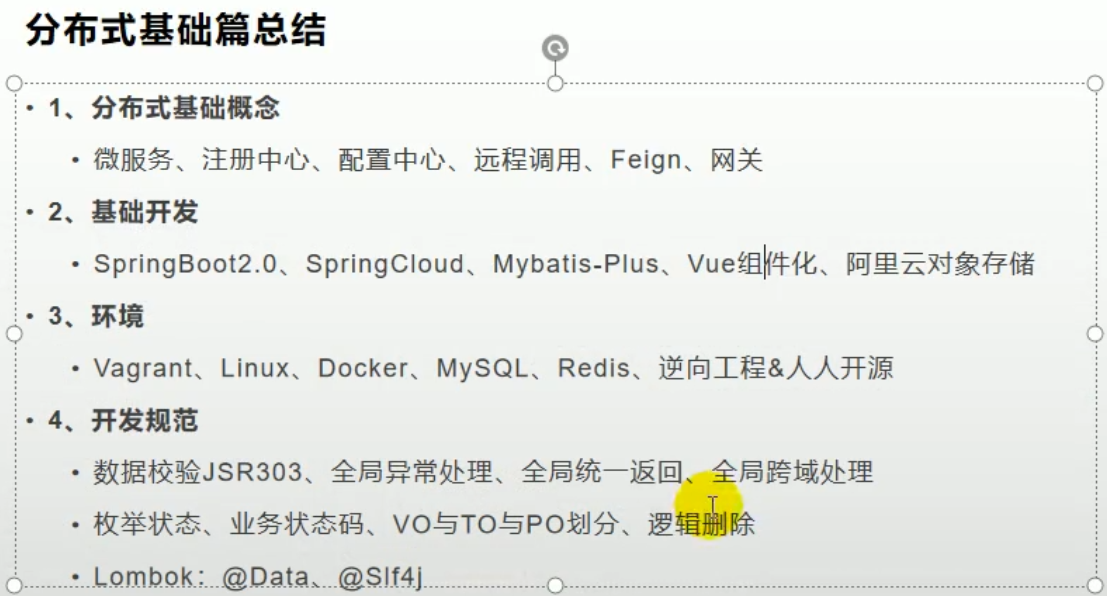 分布式基础篇总结
• 1、分布式基础概念
• 微服务、注册中心、配置中心、远程调用、Feign、网关
• 2、基础开发
• SpringBoot2.0、SpringCloud、Mybatis-Plus、Vue组件化、阿里云对象存储
• 3、环境
• Vagrant、Linux、Docker、MySQL、Redis、逆向工程&人人开源
• 4、开发规范
• 数据校验JSR303、全局异常处理、全局统一返回、全局跨域处理
• 枚举状态、业务状态码、VO与TO与PO划分、逻辑删除
• Lombok：@Data、@Slf4j